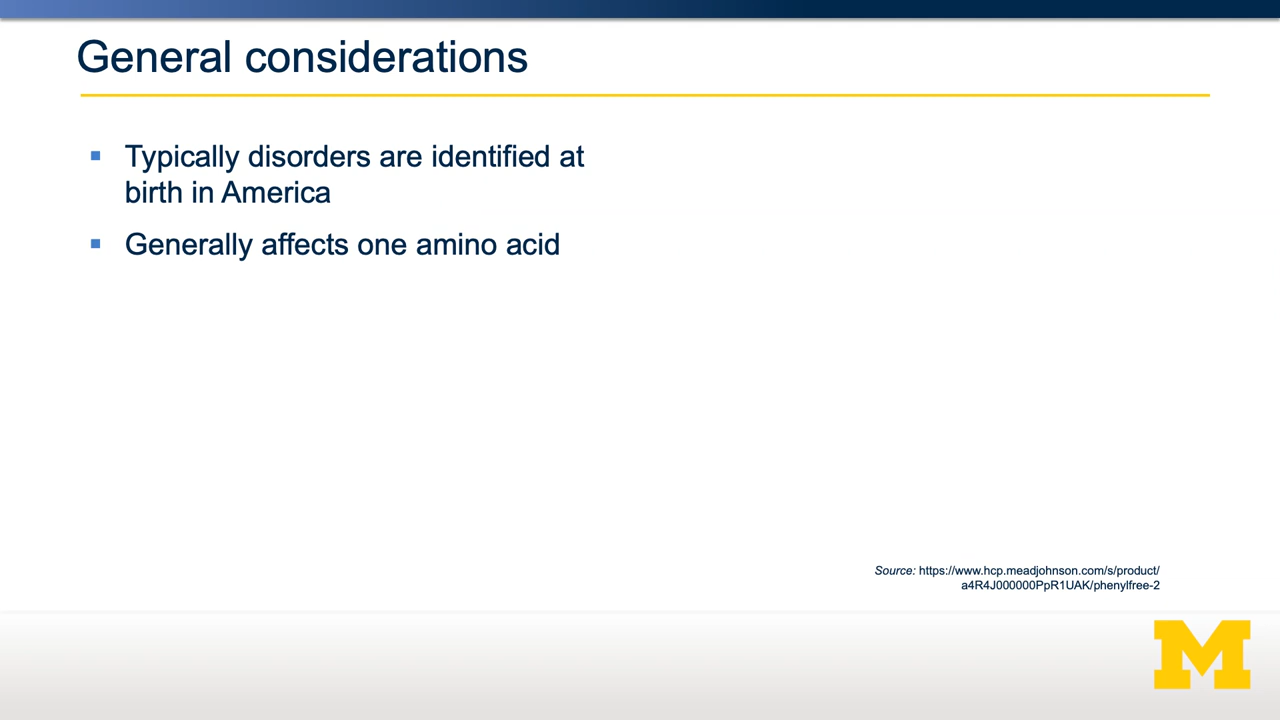 General considerations
▪ Typically disorders are identified at
birth in America
▪ Generally affects one amino acid
Source: https://www.hcp.meadjohnson.com/s/product/
a4R4J000000PpR1UAK/phenylfree-2
M